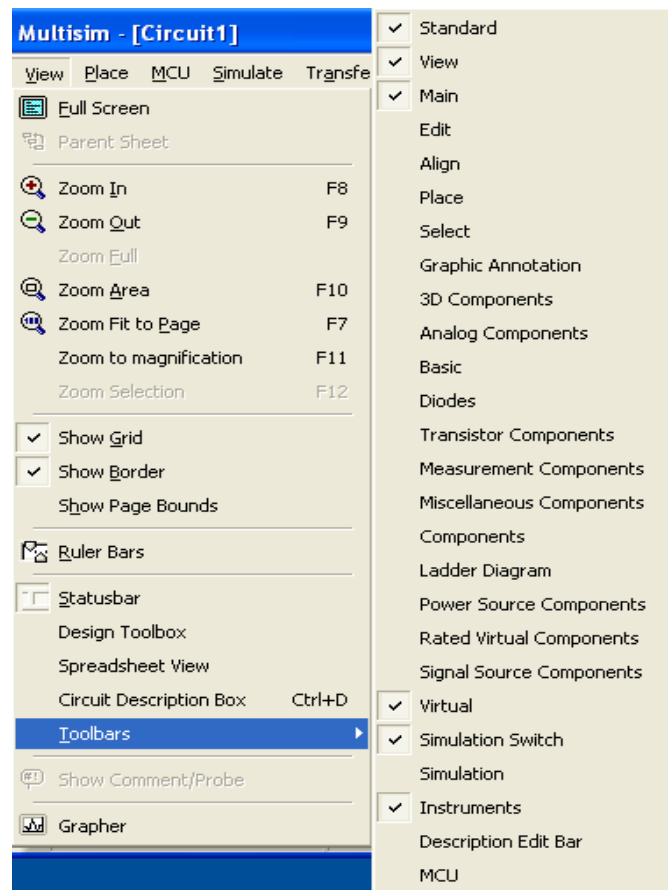 Multisim - [Circuit1]
View Place MCU Simulate Transfe
Full Screen
Parent Sheet
Zoom In F8
Zoom Out F9
Zoom Full
Zoom Area F10
Zoom Fit to Page F7
Zoom to magnification F11
Zoom Selection F12
Show Grid
Show Border
Show Page Bounds
Ruler Bars
Statusbar
Design Toolbox
Spreadsheet View
Circuit Description Box Ctrl+D
Toolbars
Show Comment/Probe
Grapher
Standard
View
Main
Edit
Align
Place
Select
Graphic Annotation
3D Components
Analog Components
Basic
Diodes
Transistor Components
Measurement Components
Miscellaneous Components
Components
Ladder Diagram
Power Source Components
Rated Virtual Components
Signal Source Components
Virtual
Simulation Switch
Simulation
Instruments
Description Edit Bar
MCU